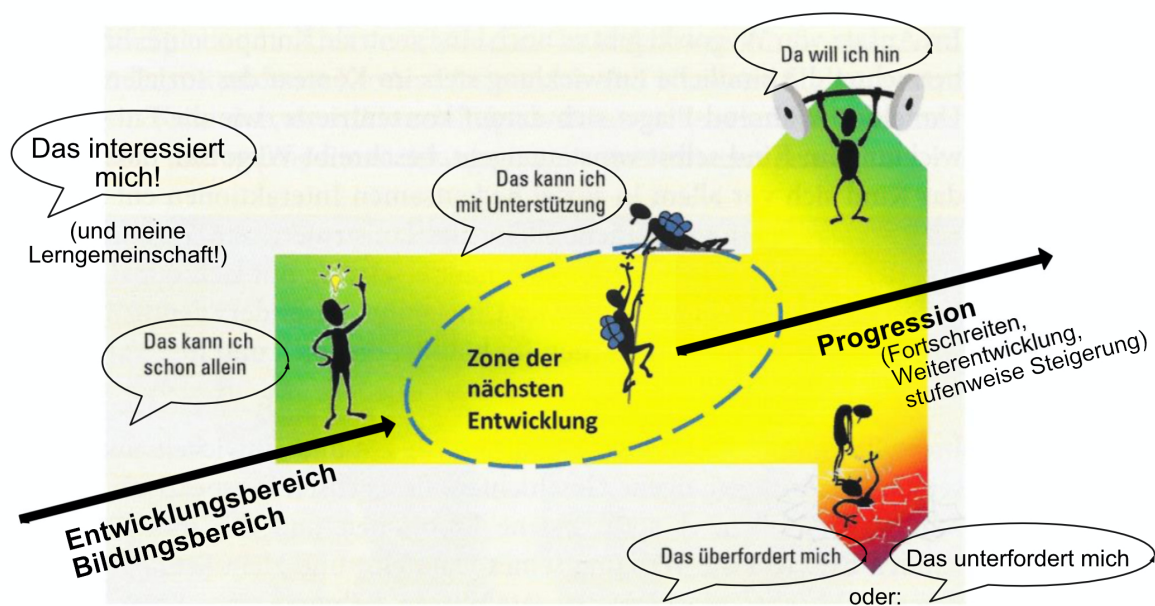 Da will ich hin
Das interessiert
mich!
(und meine
Lerngemeinschaft!)
Das kann ich
mit Unterstützung
Das kann ich
schon allein
Zone der
nächsten
Entwicklung
Progression
(Fortschreiten,
Weiterentwicklung,
stufenweise Steigerung)
Entwicklungsbereich
Bildungsbereich
Das überfordert mich
Das unterfordert mich
oder: